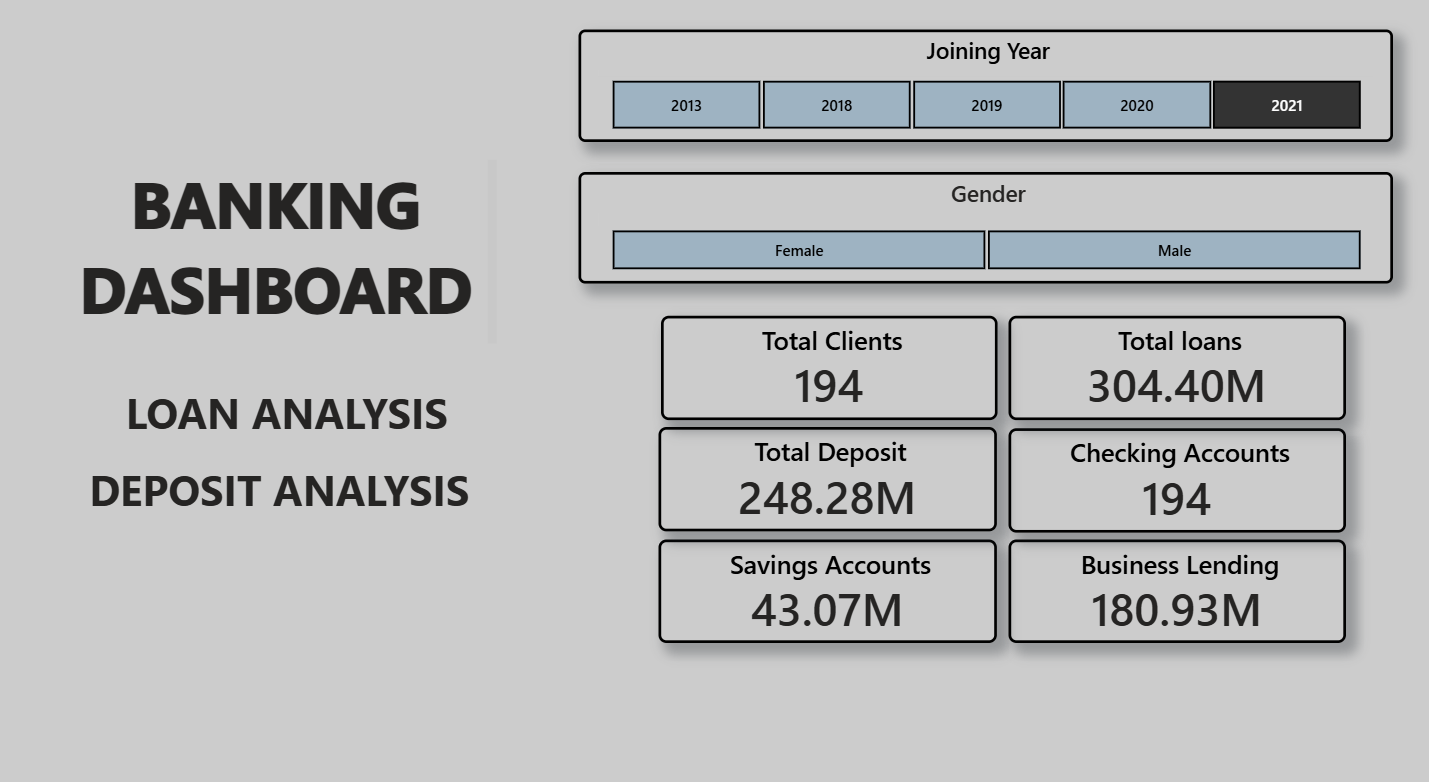 BANKING
DASHBOARD
LOAN ANALYSIS
DEPOSIT ANALYSIS
Joining Year
2013 2018 2019 2020 2021
Gender
Female Male
Total Clients
194
Total loans
304.40M
Total Deposit
248.28M
Checking Accounts
194
Savings Accounts
43.07M
Business Lending
180.93M